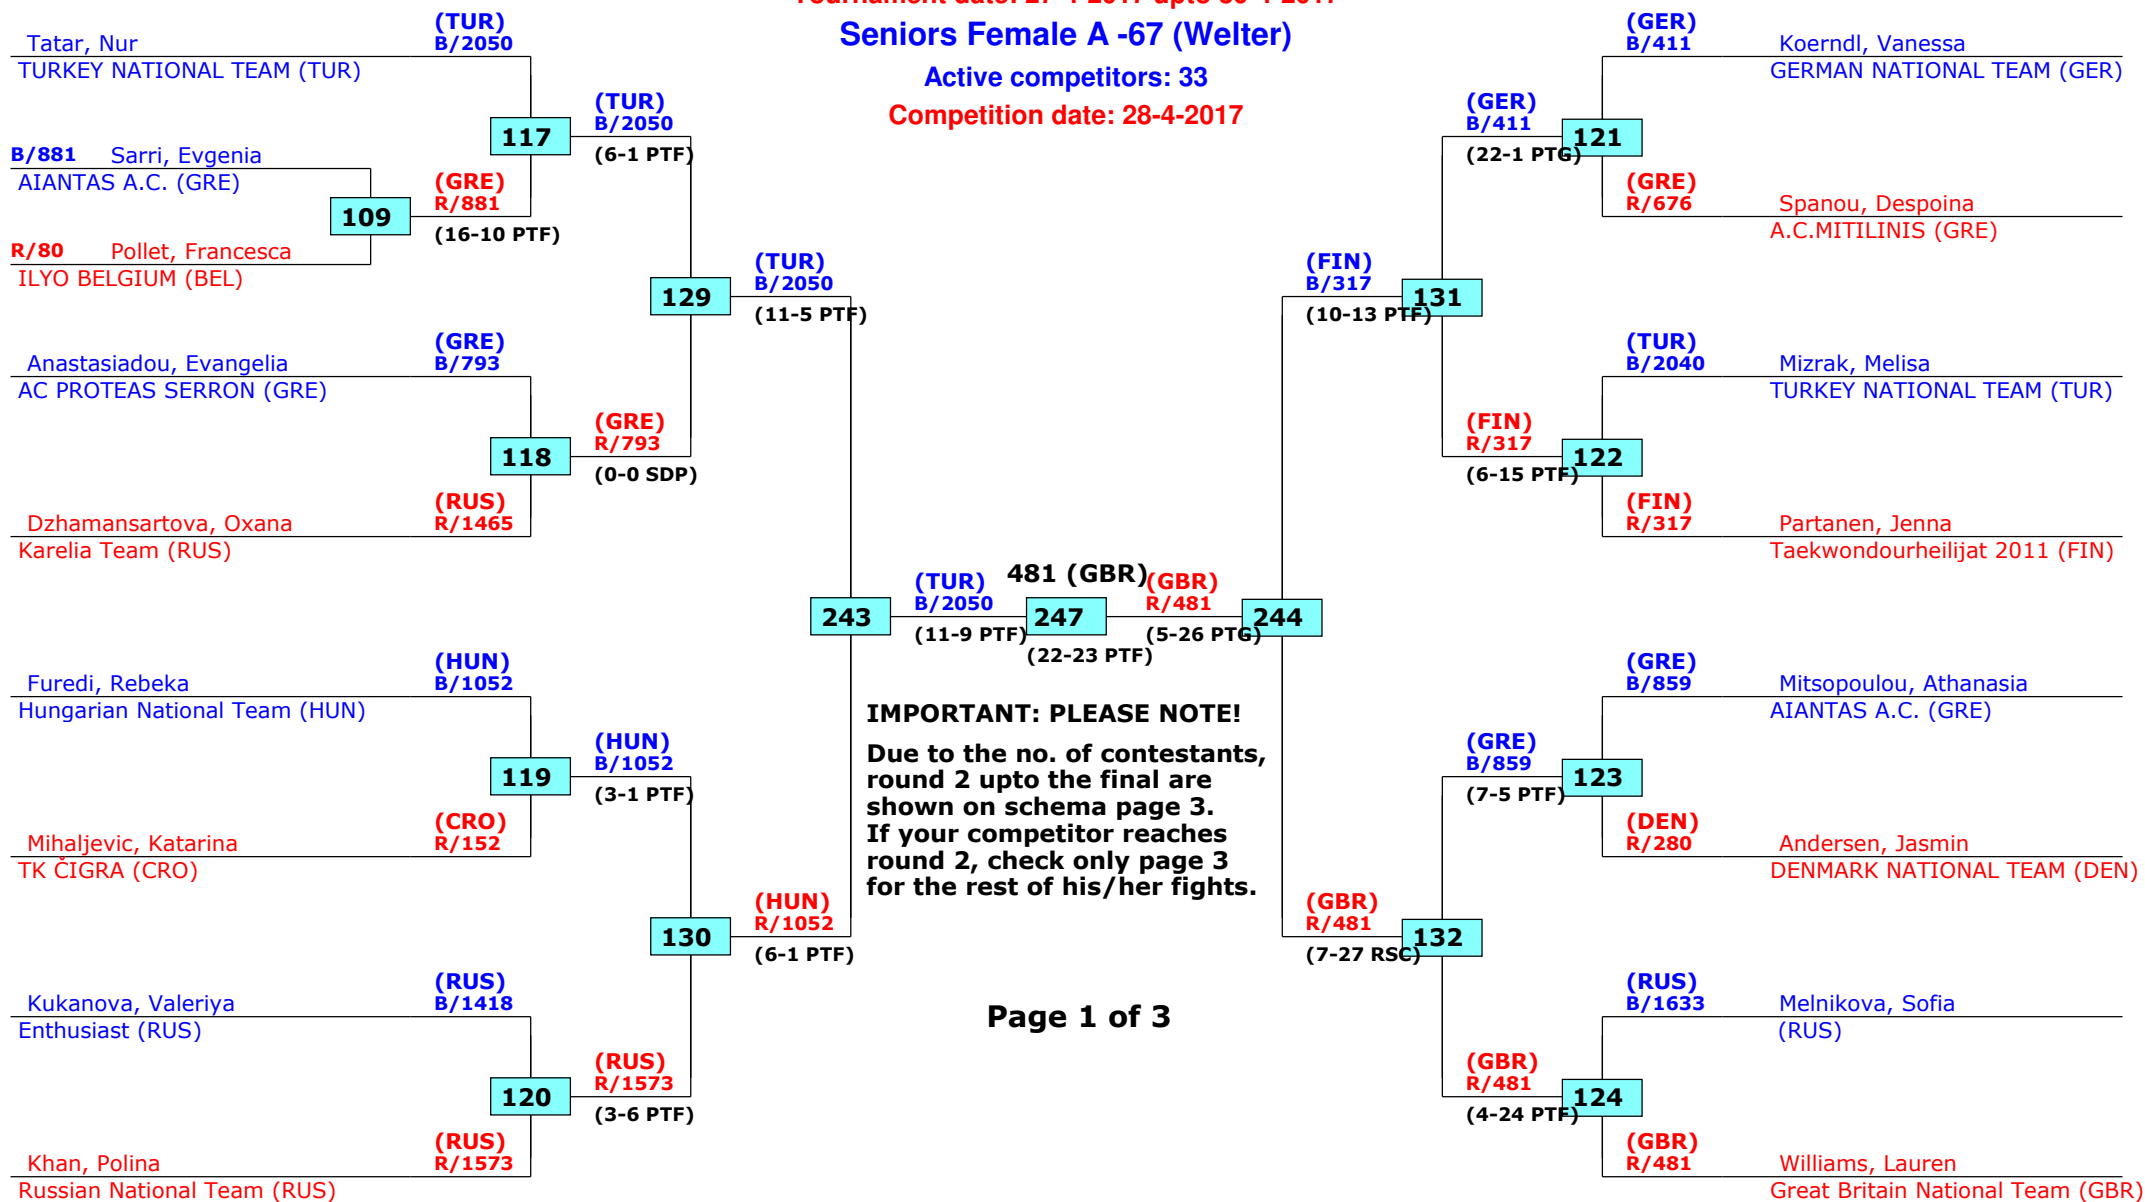 Tournament date: 27-4-2017 upto 30-4-2017
Seniors Female A -67 (Welter)
Active competitors: 33
Competition date: 28-4-2017
(TUR)
Tatar, Nur B/2050
TURKEY NATIONAL TEAM (TUR)
117
(TUR)
B/2050
(6-1 PTF)
B/881 Sarri, Evgenia
AIANTAS A.C. (GRE)
109
(GRE)
R/881
(16-10 PTF)
R/80 Pollet, Francesca
ILYO BELGIUM (BEL)
129
(TUR)
B/2050
(11-5 PTF)
(GRE)
Anastasiadou, Evangelia B/793
AC PROTEAS SERRON (GRE)
118
(GRE)
R/793
(0-0 SDP)
(RUS)
Dzhamansartova, Oxana R/1465
Karelia Team (RUS)
243
(TUR)
B/2050
(11-9 PTF)
481 (GBR)
247
(22-23 PTF)
(GBR)
R/481
(5-26 PTG)
244
(HUN)
Furedi, Rebeka B/1052
Hungarian National Team (HUN)
119
(HUN)
B/1052
(3-1 PTF)
(CRO)
Mihaljevic, Katarina R/152
TK ČIGRA (CRO)
130
(HUN)
R/1052
(6-1 PTF)
(RUS)
Kukanova, Valeriya B/1418
Enthusiast (RUS)
120
(RUS)
R/1573
(3-6 PTF)
(RUS)
Khan, Polina R/1573
Russian National Team (RUS)
IMPORTANT: PLEASE NOTE!
Due to the no. of contestants,
round 2 upto the final are
shown on schema page 3.
If your competitor reaches
round 2, check only page 3
for the rest of his/her fights.
Page 1 of 3
(GER)
B/411 Koerndl, Vanessa
GERMAN NATIONAL TEAM (GER)
(GER)
B/411
(22-1 PTG)
121
(GRE)
R/676 Spanou, Despoina
A.C.MITILINIS (GRE)
(FIN)
B/317
(10-13 PTF)
131
(TUR)
B/2040 Mizrak, Melisa
TURKEY NATIONAL TEAM (TUR)
(FIN)
R/317
(6-15 PTF)
122
(FIN)
R/317 Partanen, Jenna
Taekwondourheilijat 2011 (FIN)
(GRE)
B/859 Mitsopoulou, Athanasia
AIANTAS A.C. (GRE)
(GRE)
B/859
(7-5 PTF)
123
(DEN)
R/280 Andersen, Jasmin
DENMARK NATIONAL TEAM (DEN)
(GBR)
R/481
(7-27 RSC)
132
(RUS)
B/1633 Melnikova, Sofia
(RUS)
(GBR)
R/481
(4-24 PTF)
124
(GBR)
R/481 Williams, Lauren
Great Britain National Team (GBR)